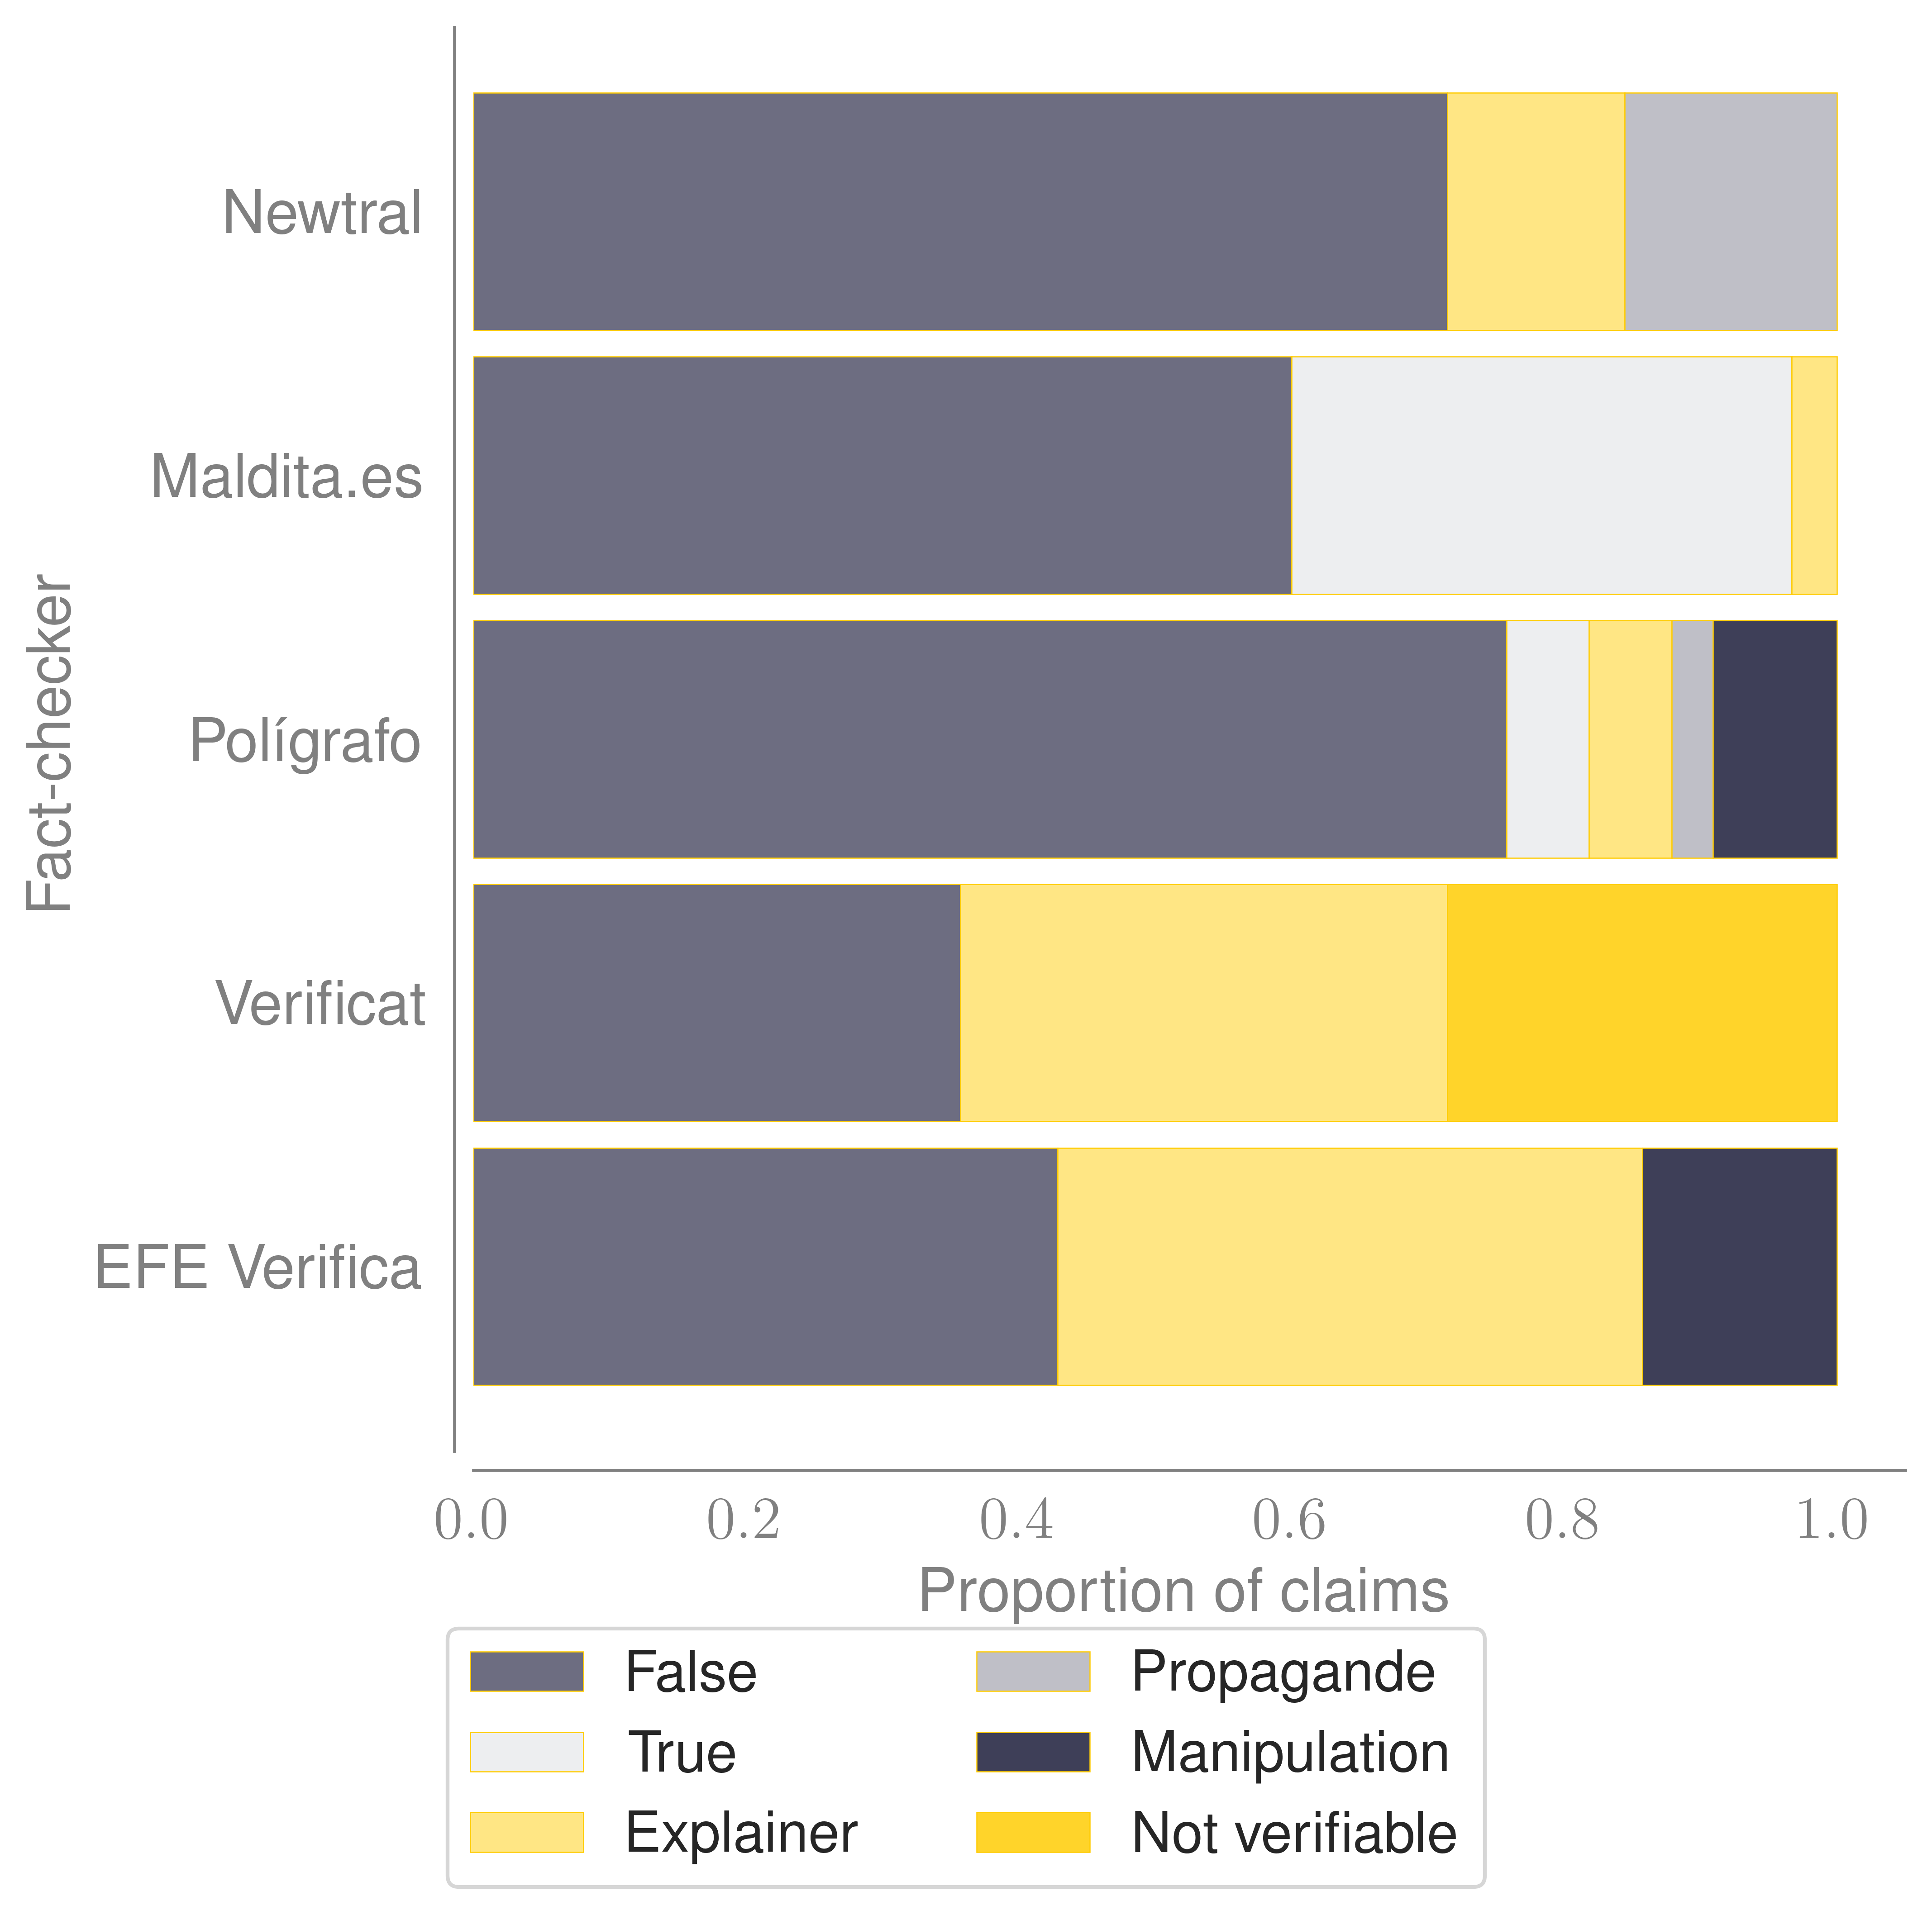 Fact-checker
Newtral
Maldita.es
Polígrafo
Verificat
EFE Verifica
0.0 0.2 0.4 0.6 0.8 1.0
Proportion of claims
False
True
Explainer
Propagande
Manipulation
Not verifiable